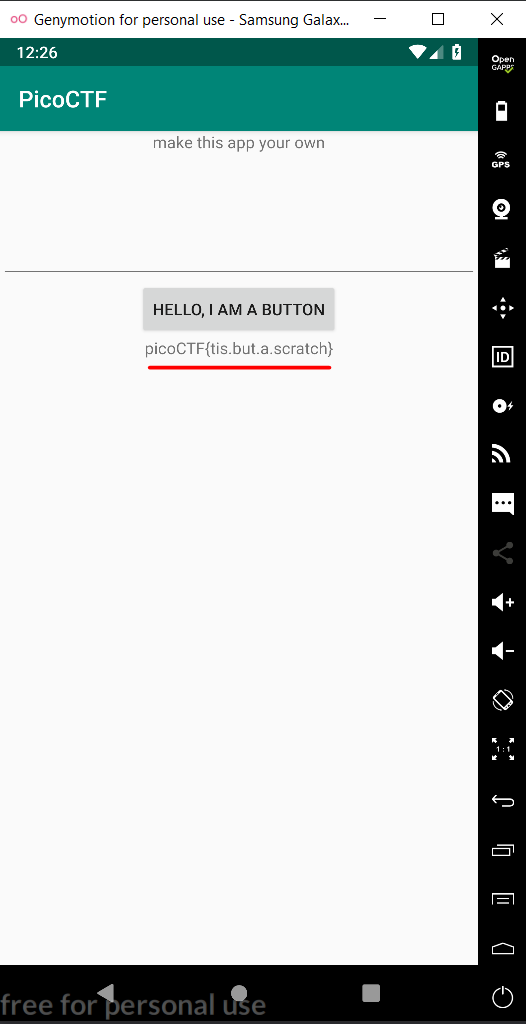 Genymotion for personal use - Samsung Galax...
12:26
Open
GAPPS
PicoCTF
make this app your own
GPS
HELLO, I AM A BUTTON
picoCTF{tis.but.a.scratch}
ID
1:1
free for personal use